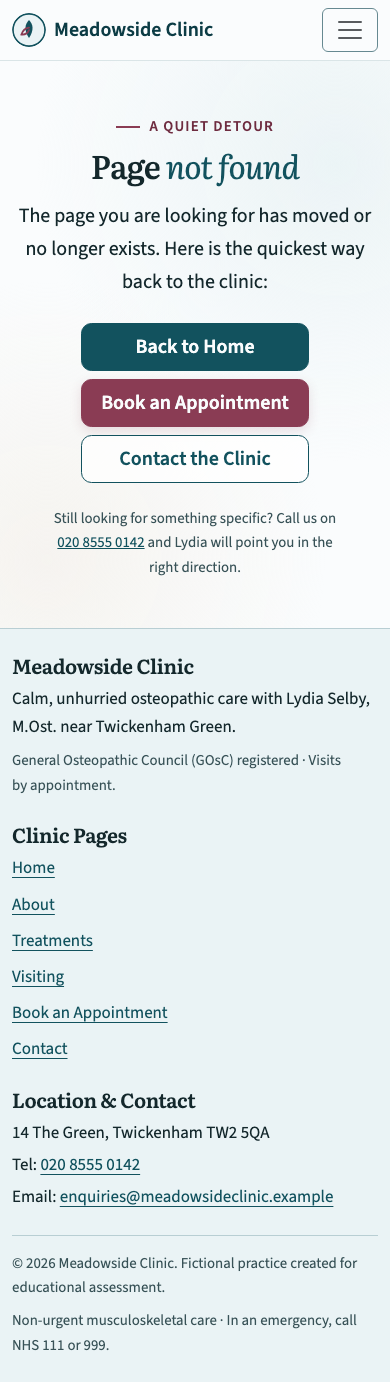 Meadowside Clinic
A QUIET DETOUR
Page not found
The page you are looking for has moved or
no longer exists. Here is the quickest way
back to the clinic:
Back to Home
Book an Appointment
Contact the Clinic
Still looking for something specific? Call us on
020 8555 0142 and Lydia will point you in the
right direction.
Meadowside Clinic
Calm, unhurried osteopathic care with Lydia Selby,
M.Ost. near Twickenham Green.
General Osteopathic Council (GOsC) registered · Visits
by appointment.
Clinic Pages
Home
About
Treatments
Visiting
Book an Appointment
Contact
Location & Contact
14 The Green, Twickenham TW2 5QA
Tel: 020 8555 0142
Email: enquiries@meadowsideclinic.example
© 2026 Meadowside Clinic. Fictional practice created for
educational assessment.
Non-urgent musculoskeletal care · In an emergency, call
NHS 111 or 999.